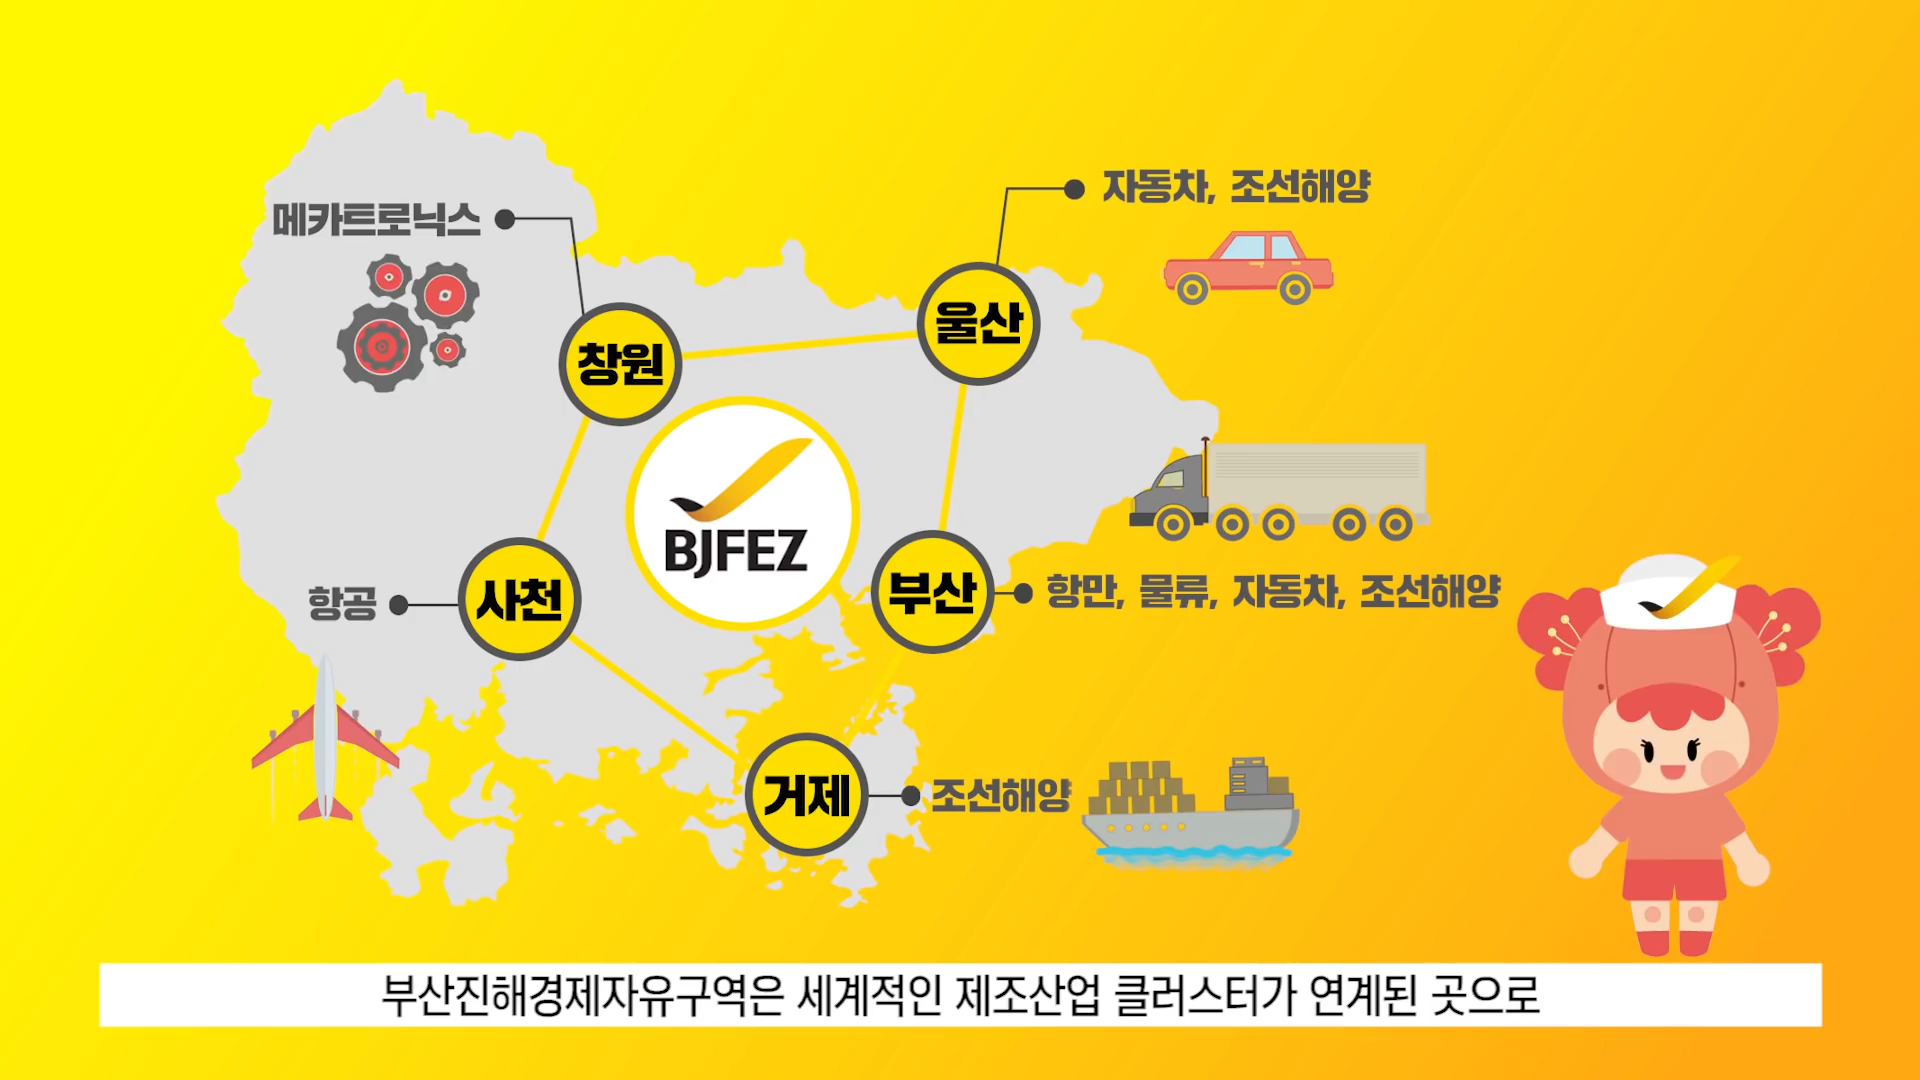 자동차, 조선해양
메카트로닉스
울산
창원
BJFEZ
사천
항공
부산
항만, 물류, 자동차, 조선해양
거제
조선해양
부산진해경제자유구역은 세계적인 제조산업 클러스터가 연계된 곳으로